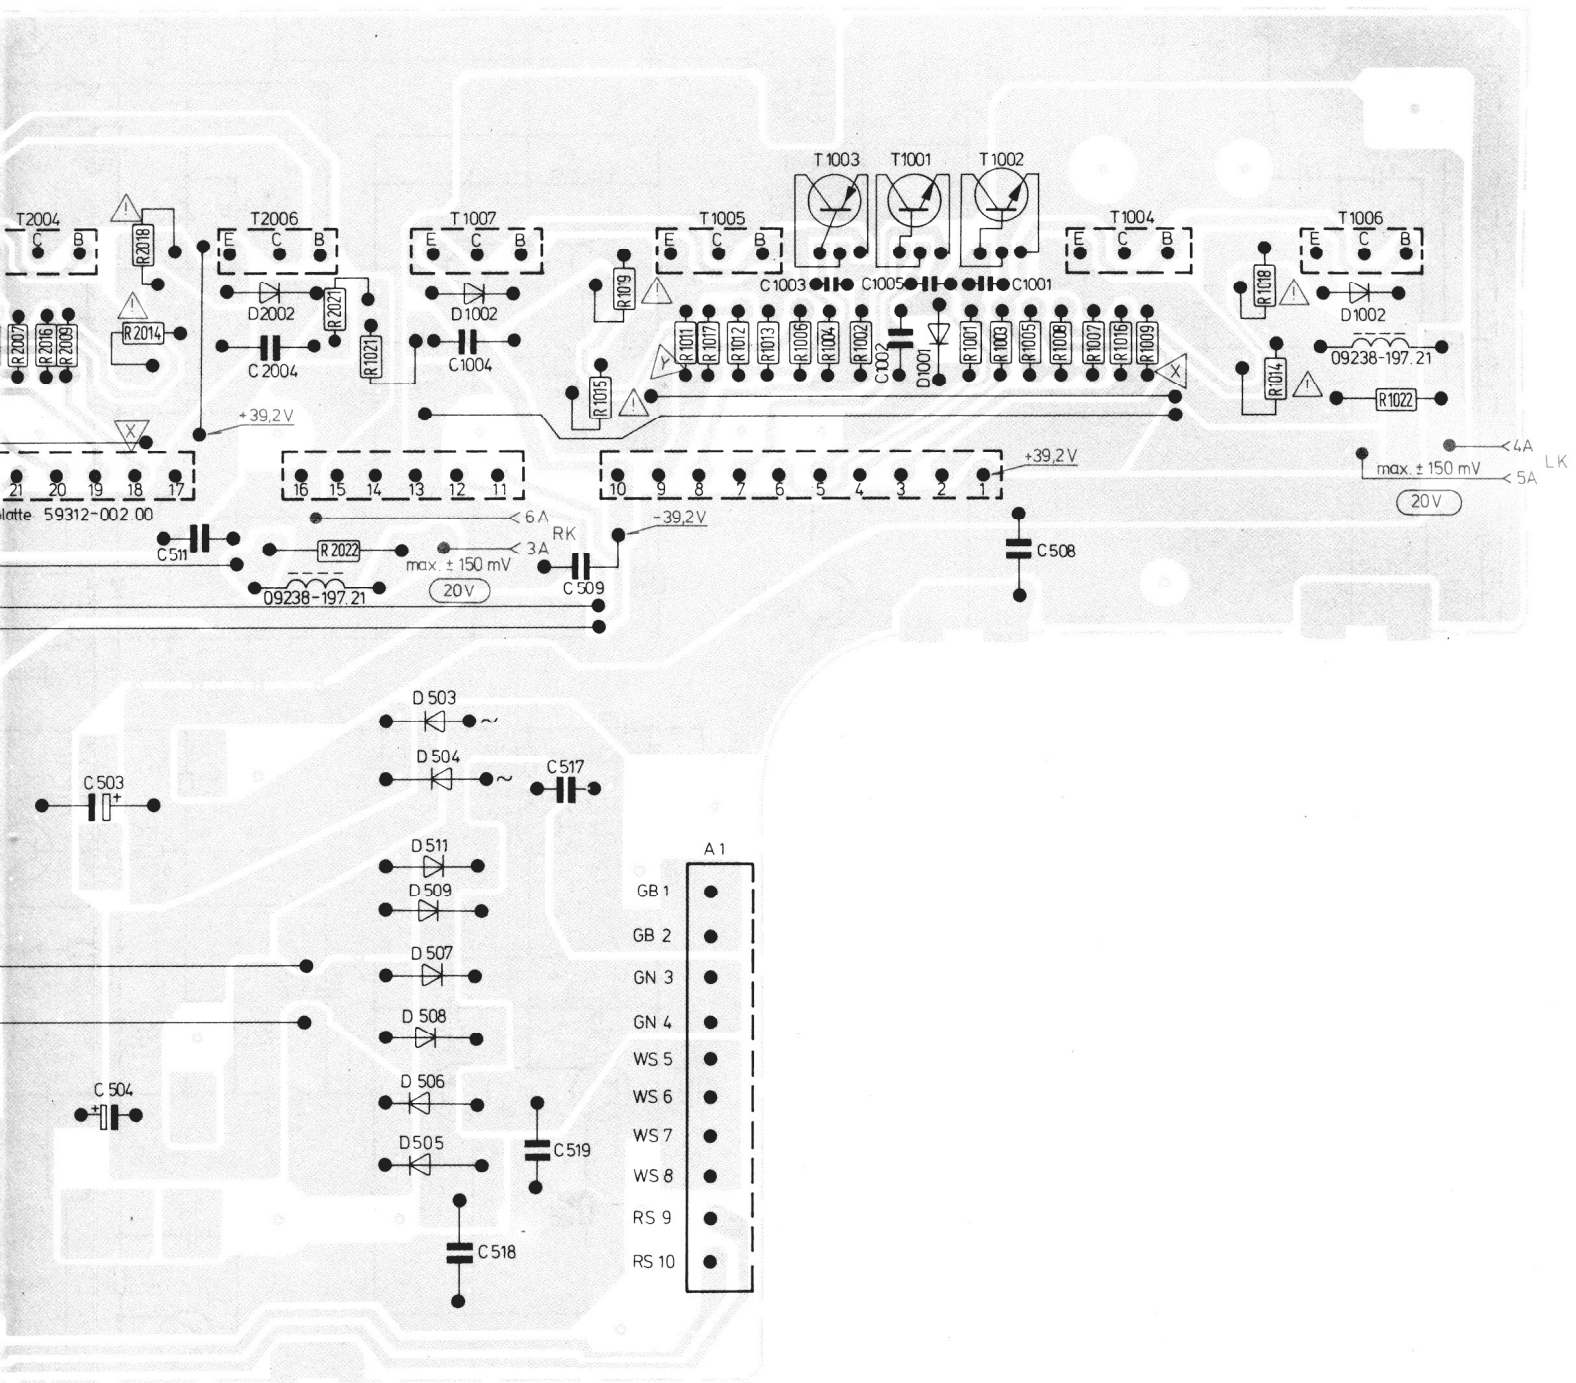 T1003 T1001 T1002
T2004 T2006 T1007 T1005 T1004 T1006
C B E C B E C B E C B E C B E C B
R2018 R1019 R1018
! ! ! ! ! !
D2002 R2021 D1002 C1003 C1005 C1001 D1002
R2007 R2016 R2009 R2014 R1021 R1011 R1017 R1012 R1013 R1006 R1004 R1002 C1002 D1001 R1001 R1003 R1005 R1008 R1007 R1016 R1009
C2004 C1004 09238-197.21
Y X
R1015 R1014 R1022
+39,2V
X
4A
LK
+39,2V max. ± 150 mV
5A
20V
21 20 19 18 17 16 15 14 13 12 11 10 9 8 7 6 5 4 3 2 1
latte 59312-002.00
6A -39,2V
RK
C511 R2022 3A C508
max. ± 150 mV
09238-197.21 20V C509
D503
~
D504
~
C517
C503
+
D511
A1
D509 GB 1
GB 2
D507 GN 3
D508 GN 4
WS 5
D506 WS 6
C504
+
D505 WS 7
C519
WS 8
RS 9
C518
RS 10